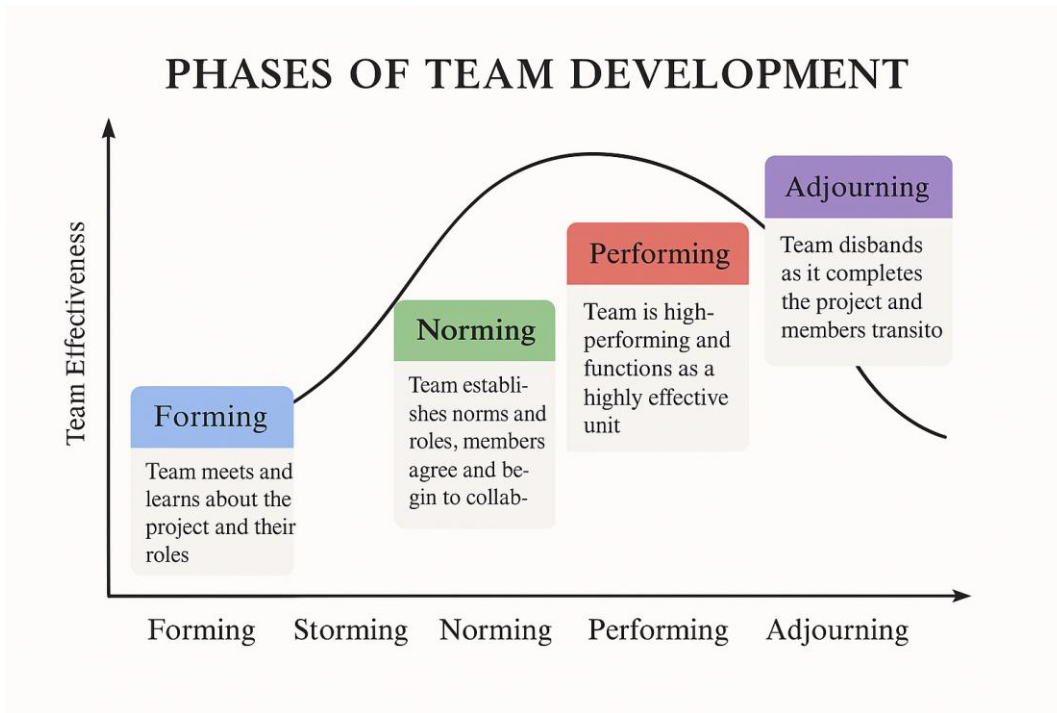 PHASES OF TEAM DEVELOPMENT
Team Effectiveness
Forming
Team meets and
learns about the
project and their
roles
Norming
Team establi-
shes norms and
roles, members
agree and be-
gin to collab-
Performing
Team is high-
performing and
functions as a
highly effective
unit
Adjourning
Team disbands
as it completes
the project and
members transito
Forming Storming Norming Performing Adjourning